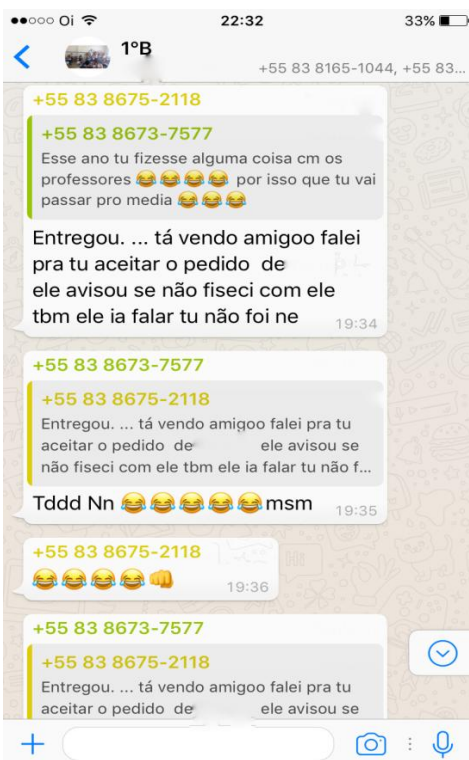 Oi 22:32 33%
1°B
+55 83 8165-1044, +55 83...
+55 83 8675-2118
+55 83 8673-7577
Esse ano tu fizesse alguma coisa cm os
professores 😂😂😂😂 por isso que tu vai
passar pro media 😂😂😂
Entregou. ... tá vendo amigoo falei
pra tu aceitar o pedido de
ele avisou se não fiseci com ele
tbm ele ia falar tu não foi ne
19:34
+55 83 8673-7577
+55 83 8675-2118
Entregou. ... tá vendo amigoo falei pra tu
aceitar o pedido de ele avisou se
não fiseci com ele tbm ele ia falar tu não f...
Tddd Nn 😂😂😂😂😂msm 19:35
+55 83 8675-2118
😂😂😂😂👊 19:36
+55 83 8673-7577
+55 83 8675-2118
Entregou. ... tá vendo amigoo falei pra tu
aceitar o pedido de ele avisou se